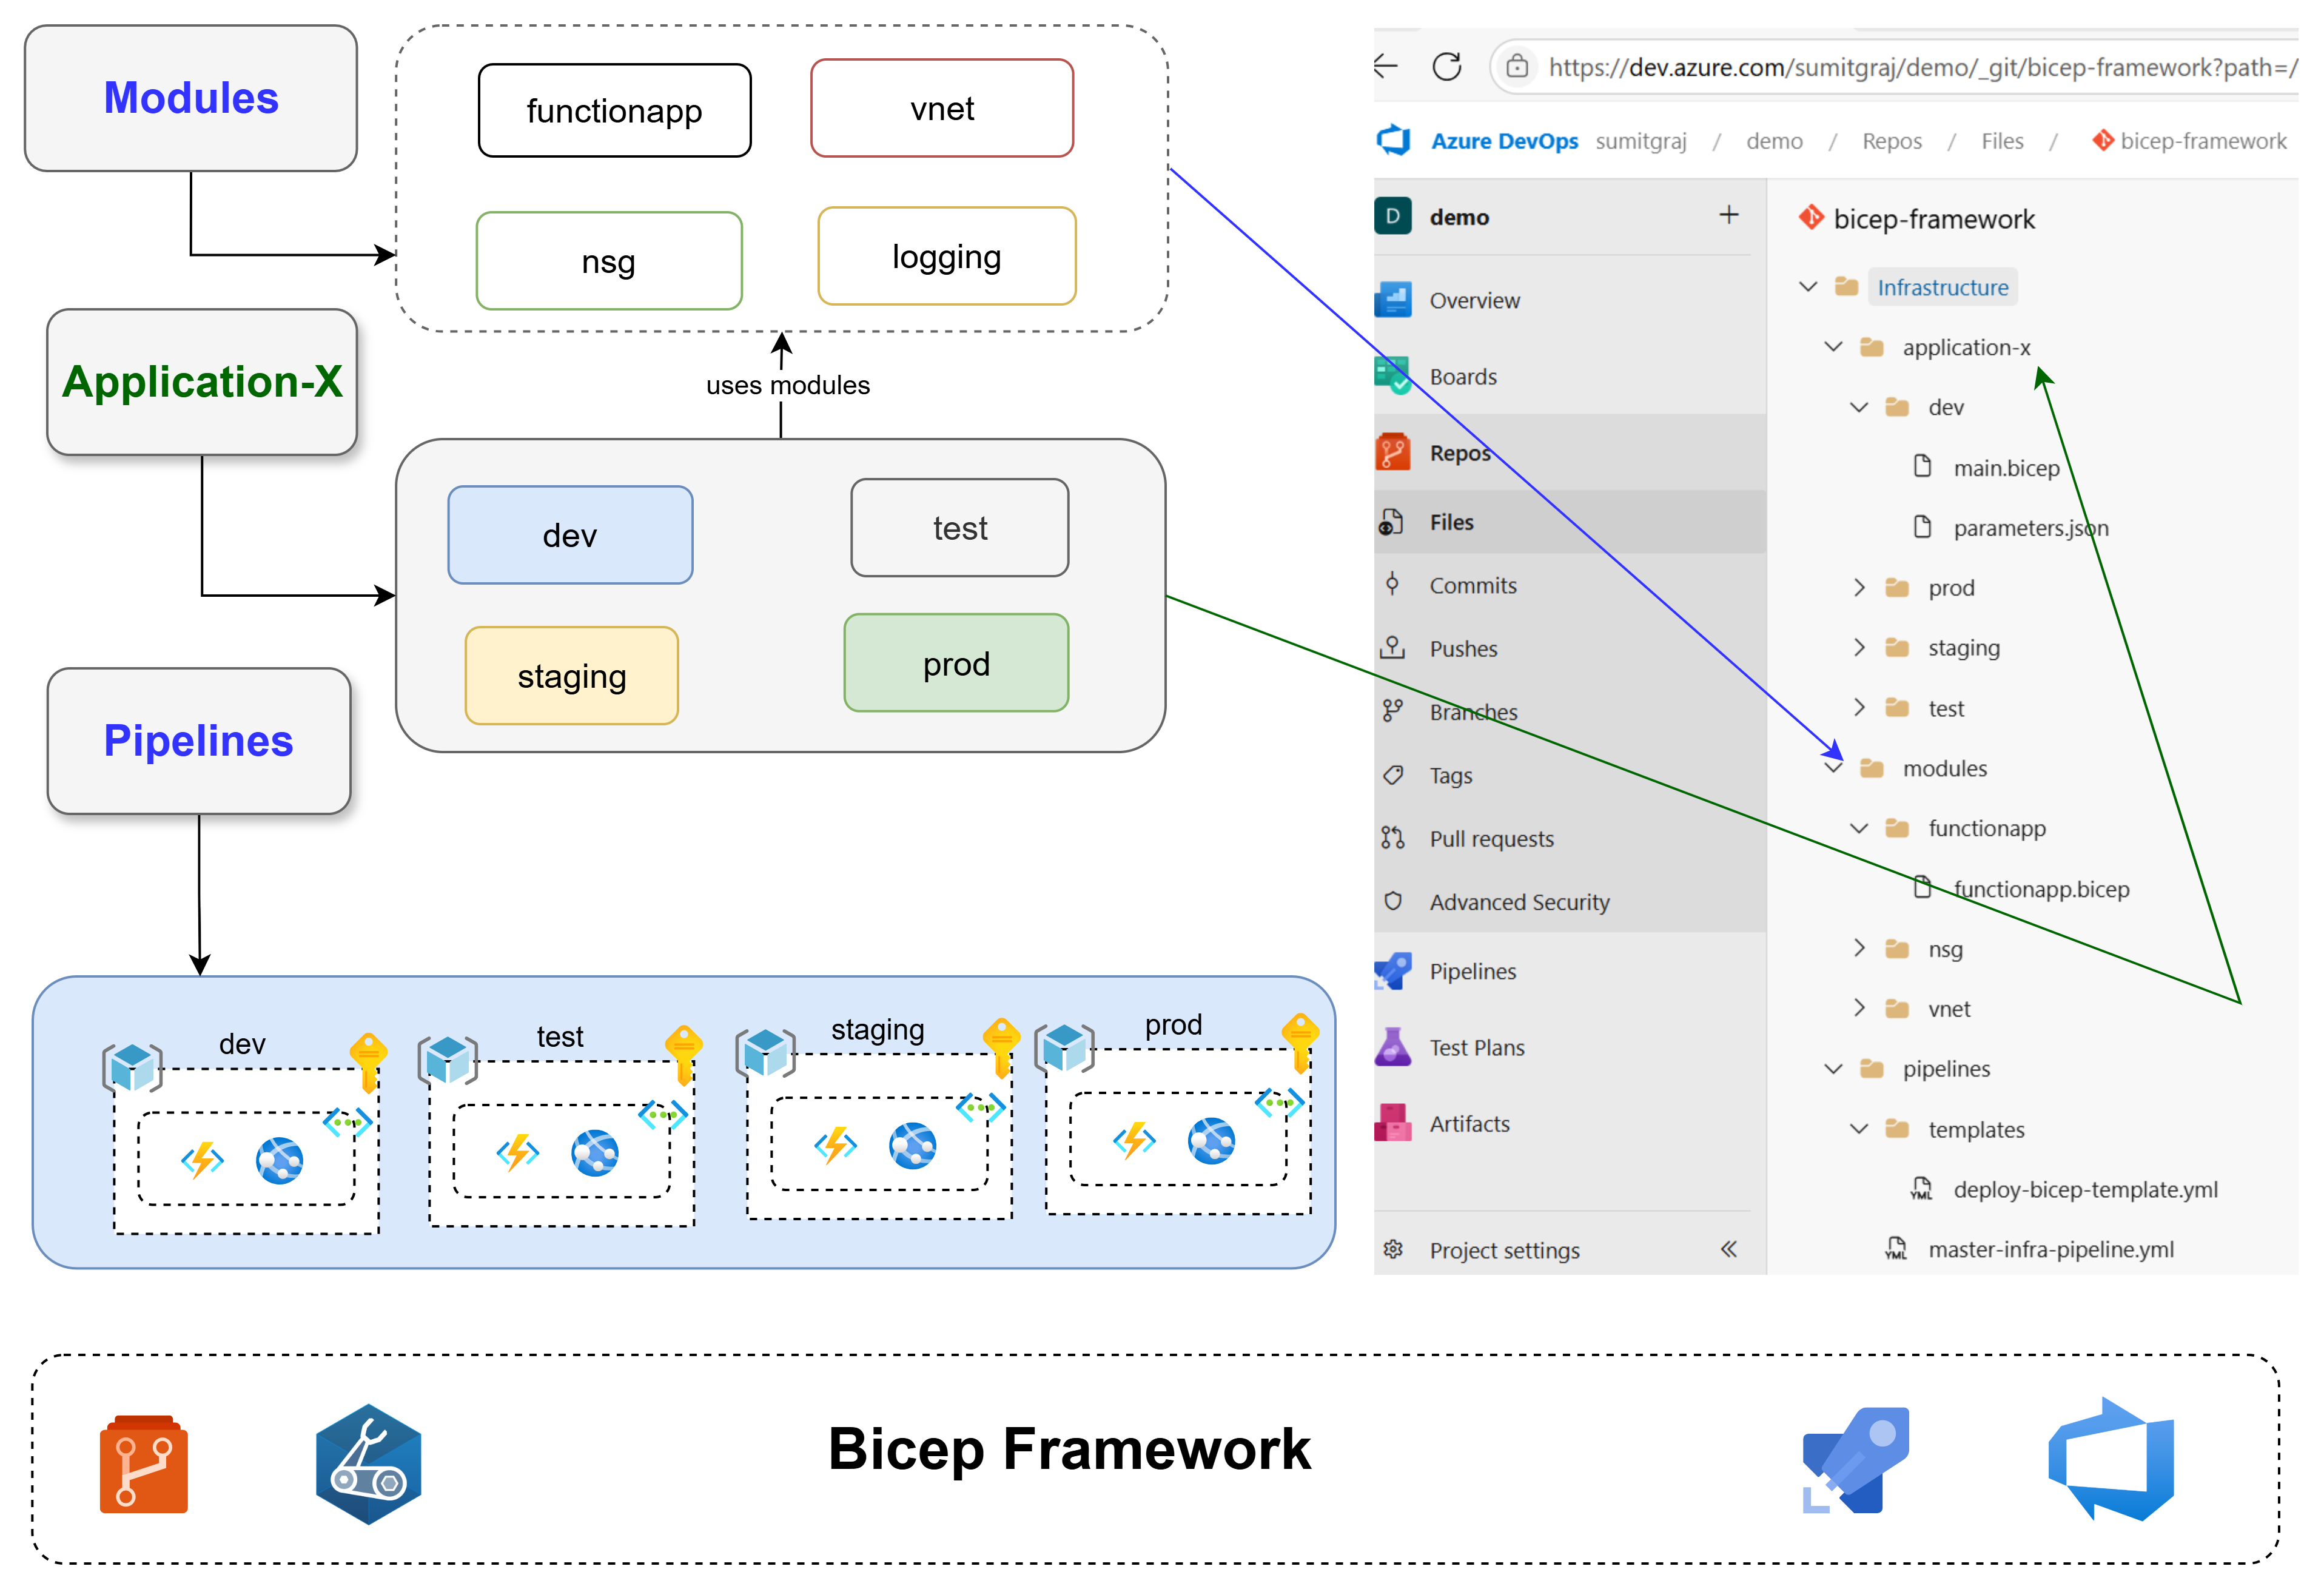 Modules
functionapp
vnet
nsg
logging
Application-X
uses modules
dev
test
staging
prod
Pipelines
dev
test
staging
prod
https://dev.azure.com/sumitgraj/demo/_git/bicep-framework?path=/
Azure DevOps sumitgraj / demo / Repos / Files / bicep-framework
D demo +
Overview
Boards
Repos
Files
Commits
Pushes
Branches
Tags
Pull requests
Advanced Security
Pipelines
Test Plans
Artifacts
Project settings
bicep-framework
Infrastructure
application-x
dev
main.bicep
parameters.json
prod
staging
test
modules
functionapp
functionapp.bicep
nsg
vnet
pipelines
templates
YML deploy-bicep-template.yml
YML master-infra-pipeline.yml
Bicep Framework